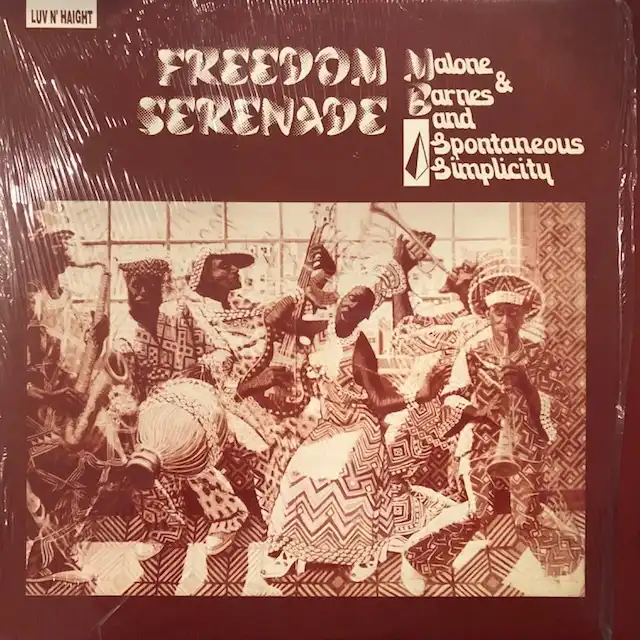 LUV N' HAIGHT
FREEDOM
SERENADE
Malone
&
Barnes
and
Spontaneous
Simplicity